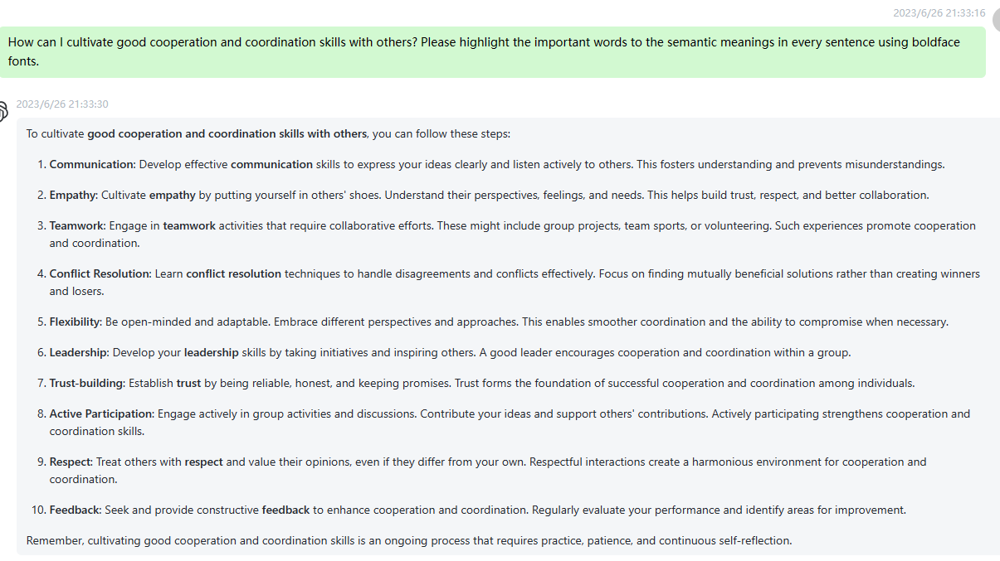 2023/6/26 21:33:16
How can I cultivate good cooperation and coordination skills with others? Please highlight the important words to the semantic meanings in every sentence using boldface
fonts.
2023/6/26 21:33:30
To cultivate good cooperation and coordination skills with others, you can follow these steps:
1. Communication: Develop effective communication skills to express your ideas clearly and listen actively to others. This fosters understanding and prevents misunderstandings.
2. Empathy: Cultivate empathy by putting yourself in others' shoes. Understand their perspectives, feelings, and needs. This helps build trust, respect, and better collaboration.
3. Teamwork: Engage in teamwork activities that require collaborative efforts. These might include group projects, team sports, or volunteering. Such experiences promote cooperation
and coordination.
4. Conflict Resolution: Learn conflict resolution techniques to handle disagreements and conflicts effectively. Focus on finding mutually beneficial solutions rather than creating winners
and losers.
5. Flexibility: Be open-minded and adaptable. Embrace different perspectives and approaches. This enables smoother coordination and the ability to compromise when necessary.
6. Leadership: Develop your leadership skills by taking initiatives and inspiring others. A good leader encourages cooperation and coordination within a group.
7. Trust-building: Establish trust by being reliable, honest, and keeping promises. Trust forms the foundation of successful cooperation and coordination among individuals.
8. Active Participation: Engage actively in group activities and discussions. Contribute your ideas and support others' contributions. Actively participating strengthens cooperation and
coordination skills.
9. Respect: Treat others with respect and value their opinions, even if they differ from your own. Respectful interactions create a harmonious environment for cooperation and
coordination.
10. Feedback: Seek and provide constructive feedback to enhance cooperation and coordination. Regularly evaluate your performance and identify areas for improvement.
Remember, cultivating good cooperation and coordination skills is an ongoing process that requires practice, patience, and continuous self-reflection.